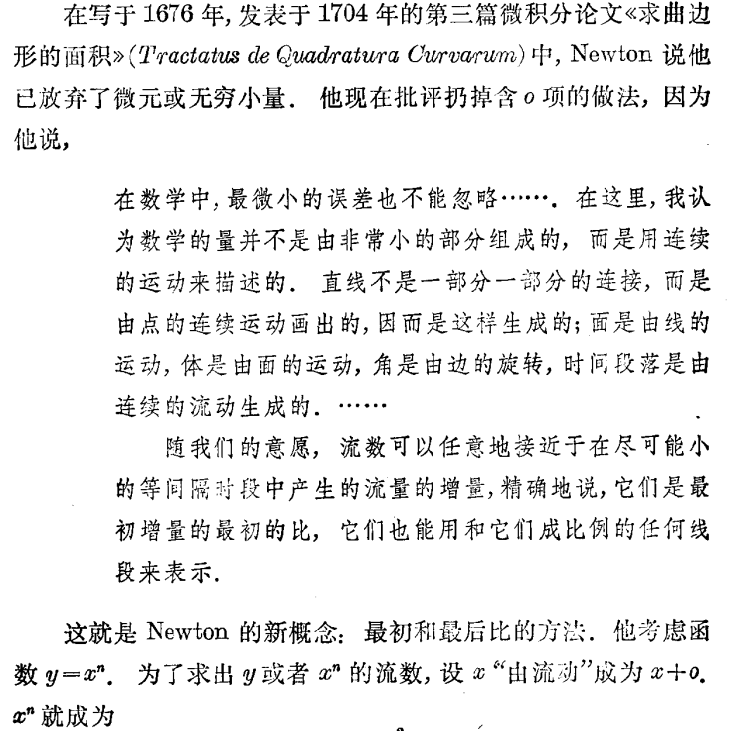 在写于1676年,发表于1704年的第三篇微积分论文《求曲边
形的面积》(Tractatus de Quadratura Curvarum)中, Newton 说他
已放弃了微元或无穷小量. 他现在批评扔掉含 o 项的做法, 因为
他说,
在数学中, 最微小的误差也不能忽略……. 在这里, 我认
为数学的量并不是由非常小的部分组成的, 而是用连续
的运动来描述的. 直线不是一部分一部分的连接, 而是
由点的连续运动画出的, 因而是这样生成的; 面是由线的
运动, 体是由面的运动, 角是由边的旋转, 时间段落是由
连续的流动生成的. ……
随我们的意愿, 流数可以任意地接近于在尽可能小
的等间隔时段中产生的流量的增量, 精确地说, 它们是最
初增量的最初的比, 它们也能用和它们成比例的任何线
段来表示.
这就是 Newton 的新概念: 最初和最后比的方法. 他考虑函
数 y=xⁿ. 为了求出 y 或者 xⁿ 的流数, 设 x “由流动”成为 x+o.
xⁿ 就成为